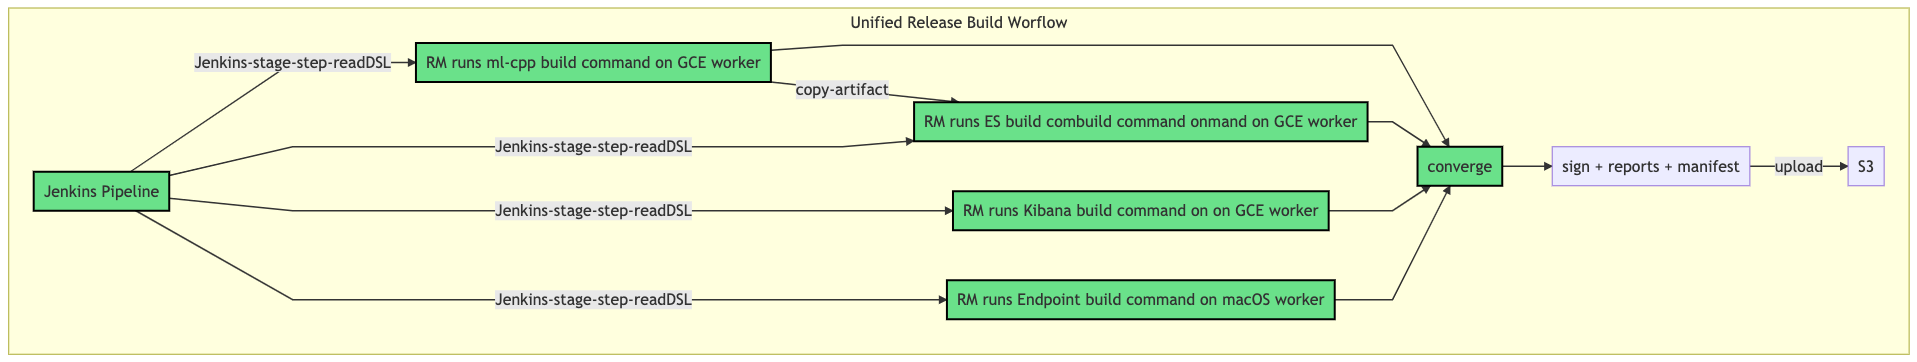 Unified Release Build Worflow
Jenkins-stage-step-readDSL
RM runs ml-cpp build command on GCE worker
copy-artifact
RM runs ES build combuild command onmand on GCE worker
Jenkins-stage-step-readDSL
converge
sign + reports + manifest
upload
S3
Jenkins Pipeline
Jenkins-stage-step-readDSL
RM runs Kibana build command on on GCE worker
Jenkins-stage-step-readDSL
RM runs Endpoint build command on macOS worker